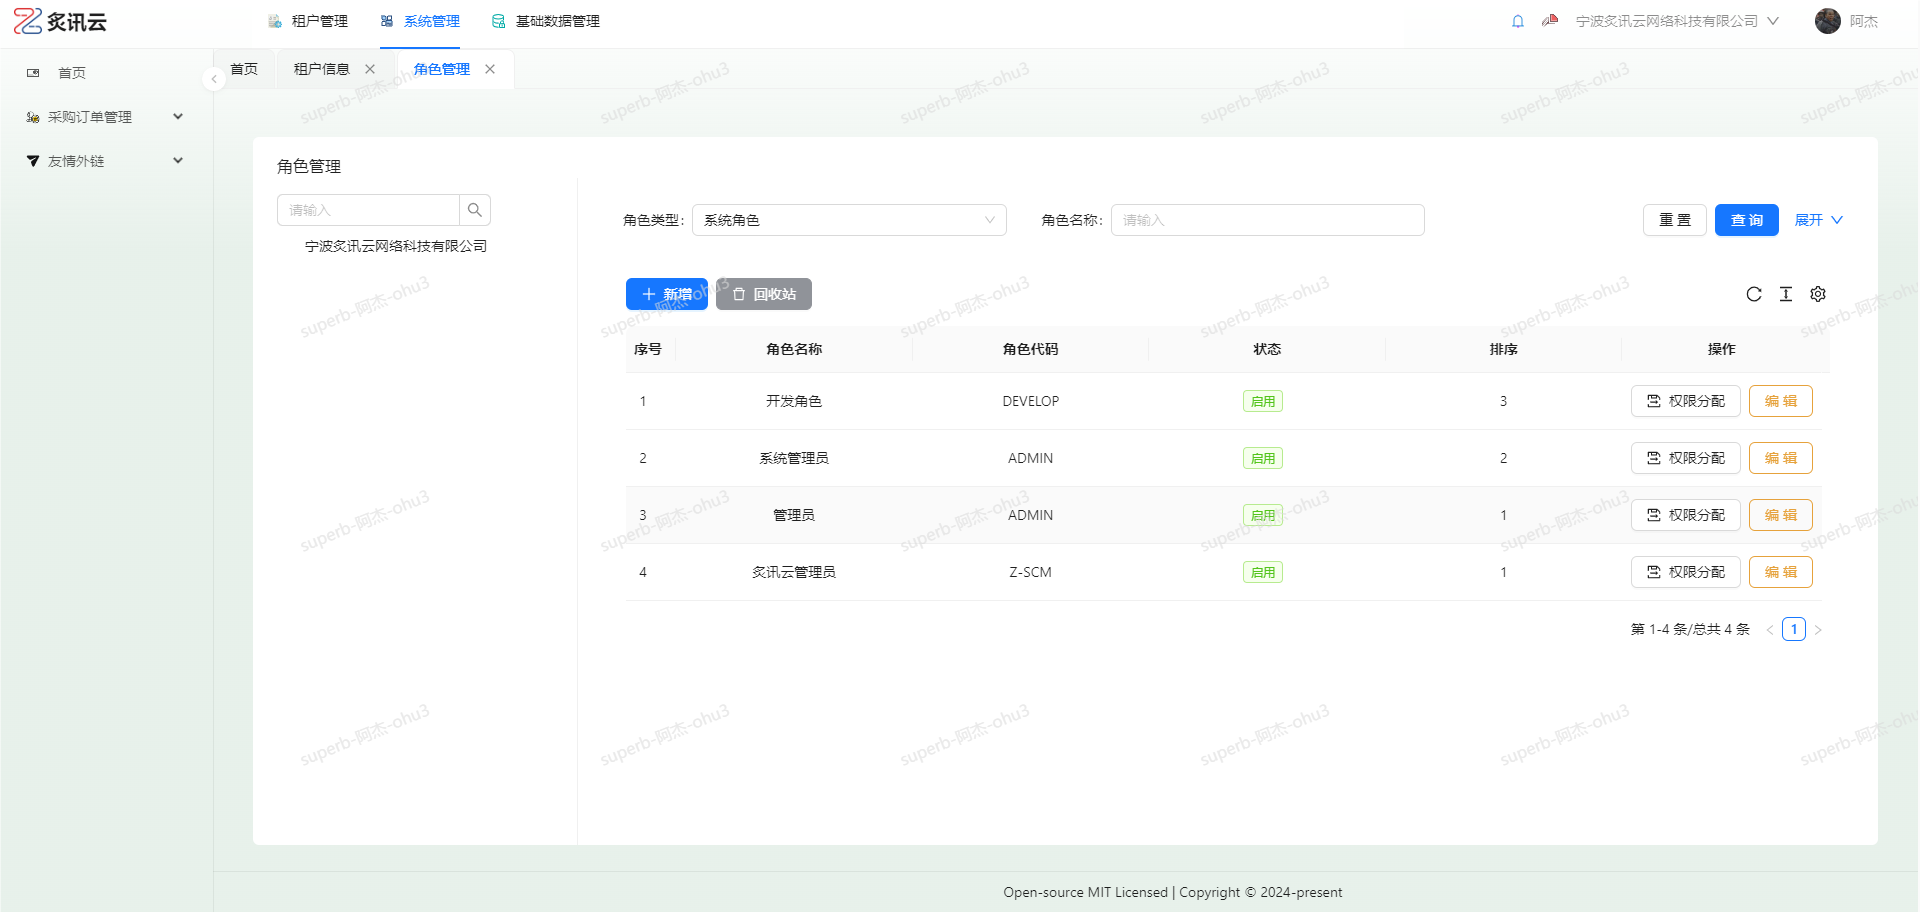 炙讯云
租户管理
系统管理
基础数据管理
宁波炙讯云网络科技有限公司
阿杰
首页
采购订单管理
友情外链
首页
租户信息
角色管理
角色管理
请输入
宁波炙讯云网络科技有限公司
角色类型:
系统角色
角色名称:
请输入
重 置
查 询
展开
新增
回收站
序号 角色名称 角色代码 状态 排序 操作
1 开发角色 DEVELOP 启用 3 权限分配 编 辑
2 系统管理员 ADMIN 启用 2 权限分配 编 辑
3 管理员 ADMIN 启用 1 权限分配 编 辑
4 炙讯云管理员 Z-SCM 启用 1 权限分配 编 辑
第 1-4 条/总共 4 条
1
Open-source MIT Licensed | Copyright © 2024-present
superb-阿杰-ohu3